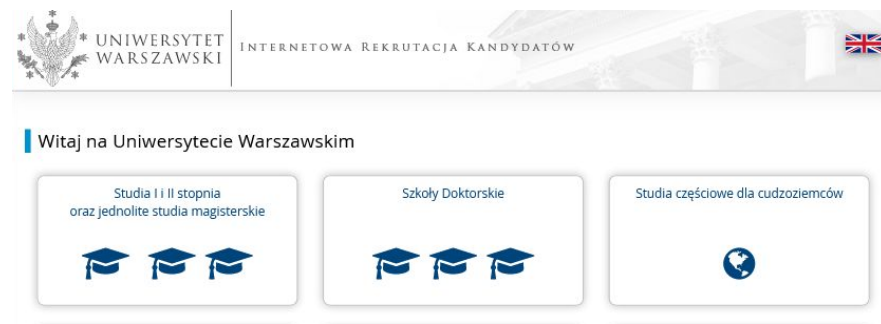 UNIWERSYTET
WARSZAWSKI
INTERNETOWA REKRUTACJA KANDYDATÓW
Witaj na Uniwersytecie Warszawskim
Studia I i II stopnia
oraz jednolite studia magisterskie
Szkoły Doktorskie
Studia częściowe dla cudzoziemców